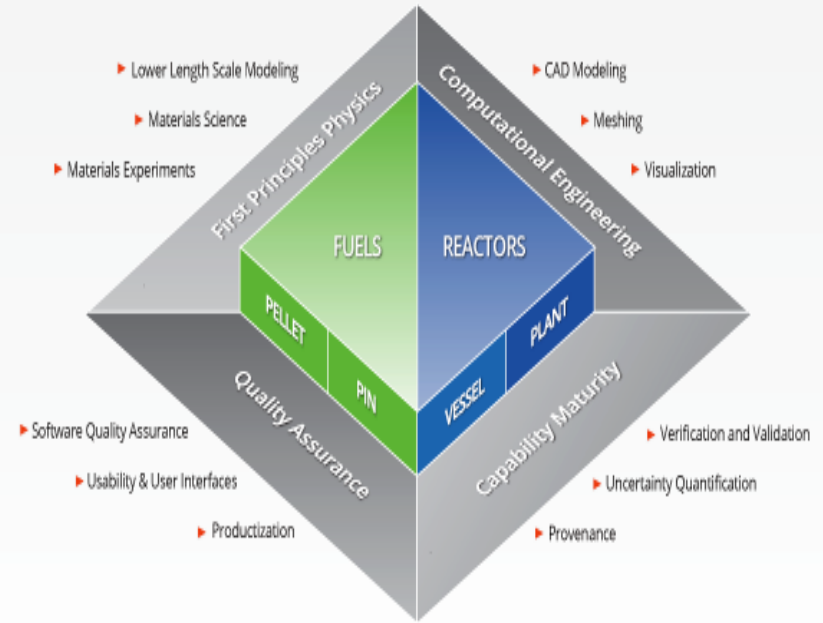 Lower Length Scale Modeling
Materials Science
Materials Experiments
First Principles Physics
Computational Engineering
CAD Modeling
Meshing
Visualization
FUELS
REACTORS
PELLET
PIN
VESSEL
PLANT
Quality Assurance
Capability Maturity
Software Quality Assurance
Usability & User Interfaces
Productization
Verification and Validation
Uncertainty Quantification
Provenance